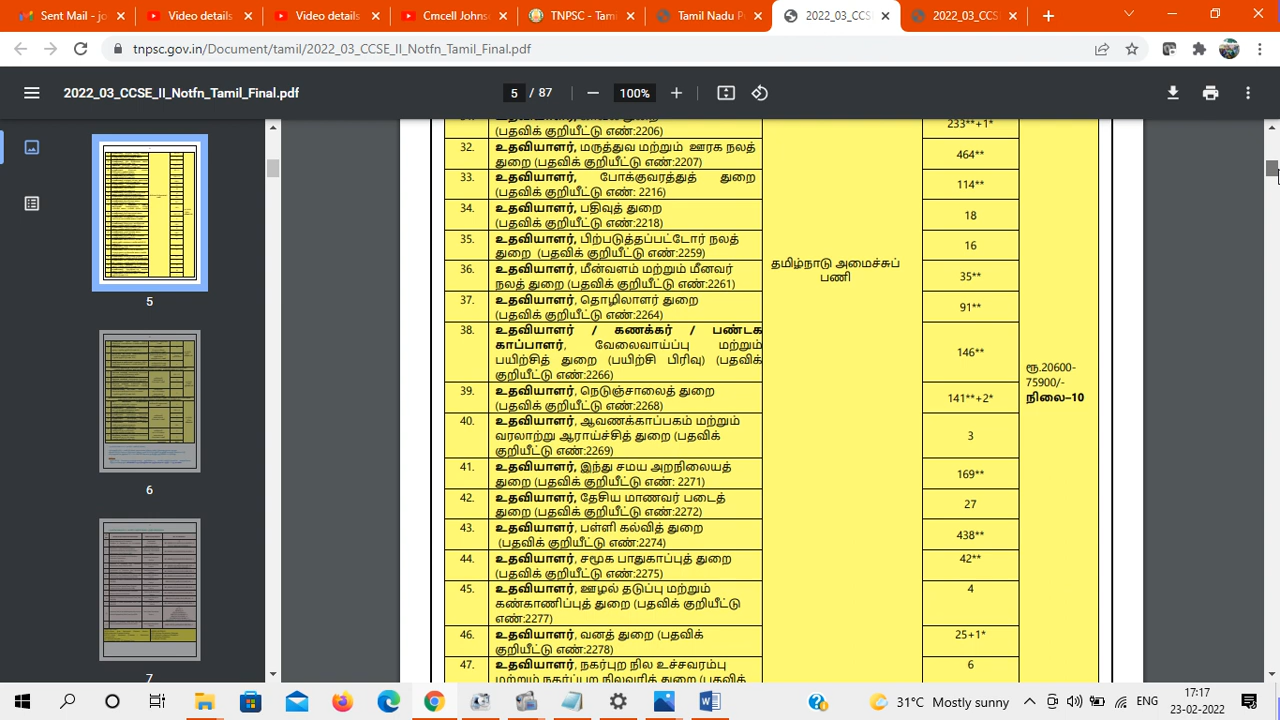 Sent Mail - jo
Video details
Video details
Cmcell Johns
TNPSC - Tami
Tamil Nadu P
2022_03_CCS
2022_03_CCS
tnpsc.gov.in/Document/tamil/2022_03_CCSE_II_Notfn_Tamil_Final.pdf
2022_03_CCSE_II_Notfn_Tamil_Final.pdf
5 / 87
100%
(பதவிக் குறியீட்டு எண்:2206)
233**+1*
32. உதவியாளர், மருத்துவ மற்றும் ஊரக நலத்
துறை (பதவிக் குறியீட்டு எண்:2207)
464**
33. உதவியாளர், போக்குவரத்துத் துறை
(பதவிக் குறியீட்டு எண்: 2216)
114**
34. உதவியாளர், பதிவுத் துறை
(பதவிக் குறியீட்டு எண்:2218)
18
35. உதவியாளர், பிற்படுத்தப்பட்டோர் நலத்
துறை (பதவிக் குறியீட்டு எண்:2259)
16
தமிழ்நாடு அமைச்சுப்
பணி
36. உதவியாளர், மீன்வளம் மற்றும் மீனவர்
நலத் துறை (பதவிக் குறியீட்டு எண்:2261)
35**
37. உதவியாளர், தொழிலாளர் துறை
(பதவிக் குறியீட்டு எண்:2264)
91**
38. உதவியாளர் / கணக்கர் / பண்டக
காப்பாளர், வேலைவாய்ப்பு மற்றும்
பயிற்சித் துறை (பயிற்சி பிரிவு) (பதவிக்
குறியீட்டு எண்:2266)
146**
ரூ.20600-
75900/-
நிலை–10
39. உதவியாளர், நெடுஞ்சாலைத் துறை
(பதவிக் குறியீட்டு எண்:2268)
141**+2*
40. உதவியாளர், ஆவணக்காப்பகம் மற்றும்
வரலாற்று ஆராய்ச்சித் துறை (பதவிக்
குறியீட்டு எண்:2269)
3
41. உதவியாளர், இந்து சமய அறநிலையத்
துறை (பதவிக் குறியீட்டு எண்: 2271)
169**
42. உதவியாளர், தேசிய மாணவர் படைத்
துறை (பதவிக் குறியீட்டு எண்:2272)
27
43. உதவியாளர், பள்ளி கல்வித் துறை
(பதவிக் குறியீட்டு எண்:2274)
438**
44. உதவியாளர், சமூக பாதுகாப்புத் துறை
(பதவிக் குறியீட்டு எண்:2275)
42**
45. உதவியாளர், ஊழல் தடுப்பு மற்றும்
கண்காணிப்புத் துறை (பதவிக் குறியீட்டு
எண்:2277)
4
46. உதவியாளர், வனத் துறை (பதவிக்
குறியீட்டு எண்:2278)
25+1*
47. உதவியாளர், நகர்புற நில உச்சவரம்பு
மற்றும் நகர்ப்புற நிலவரித் துறை (பதவிக்
6
5
6
7
31°C Mostly sunny
ENG
17:17
23-02-2022